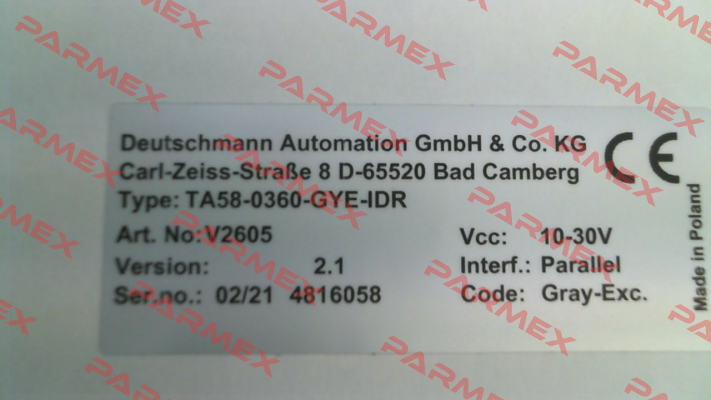 Deutschmann Automation GmbH & Co. KG
Carl-Zeiss-Straße 8 D-65520 Bad Camberg
CE
Type: TA58-0360-GYE-IDR
Art. No: V2605 Vcc: 10-30V
Version: 2.1 Interf.: Parallel
Ser.no.: 02/21 4816058 Code: Gray-Exc.
Made in Poland
PARMEX